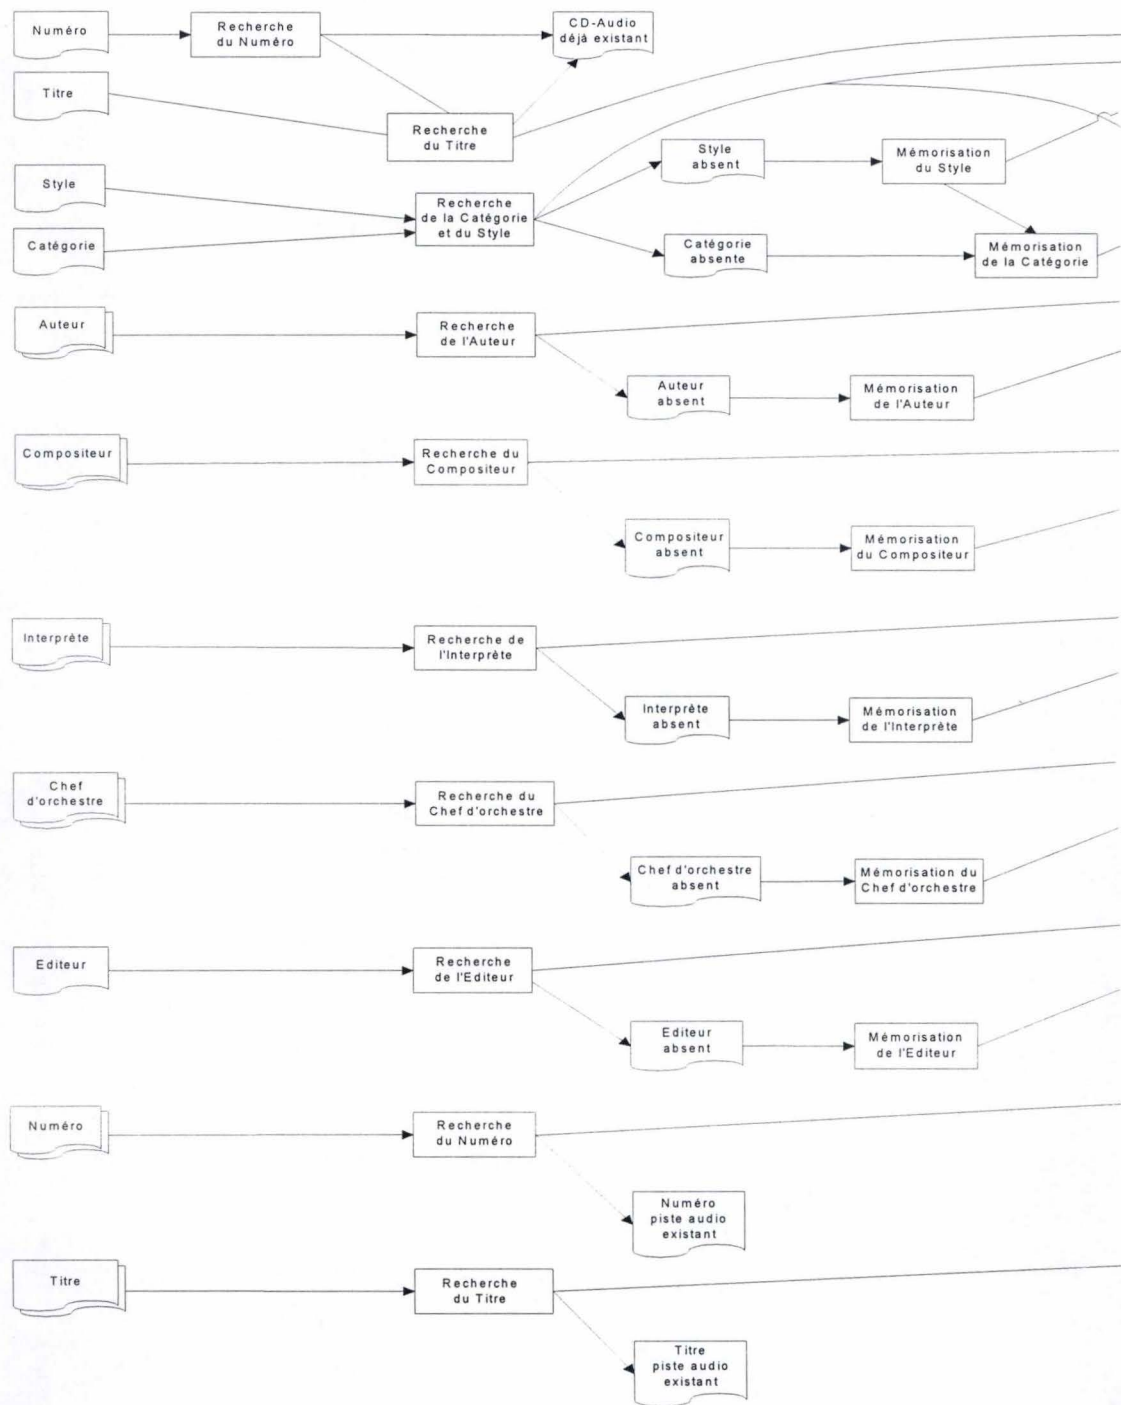 Numéro
Recherche
du Numéro
CD-Audio
déjà existant
Titre
Recherche
du Titre
Style
absent
Mémorisation
du Style
Style
Recherche
de la Catégorie
et du Style
Catégorie
Catégorie
absente
Mémorisation
de la Catégorie
Auteur
Recherche
de l'Auteur
Auteur
absent
Mémorisation
de l'Auteur
Compositeur
Recherche du
Compositeur
Compositeur
absent
Mémorisation
du Compositeur
Interprête
Recherche de
l'Interprête
Interprête
absent
Mémorisation
de l'Interprête
Chef
d'orchestre
Recherche du
Chef d'orchestre
Chef d'orchestre
absent
Mémorisation du
Chef d'orchestre
Editeur
Recherche
de l'Editeur
Editeur
absent
Mémorisation
de l'Editeur
Numéro
Recherche
du Numéro
Numéro
piste audio
existant
Titre
Recherche
du Titre
Titre
piste audio
existant